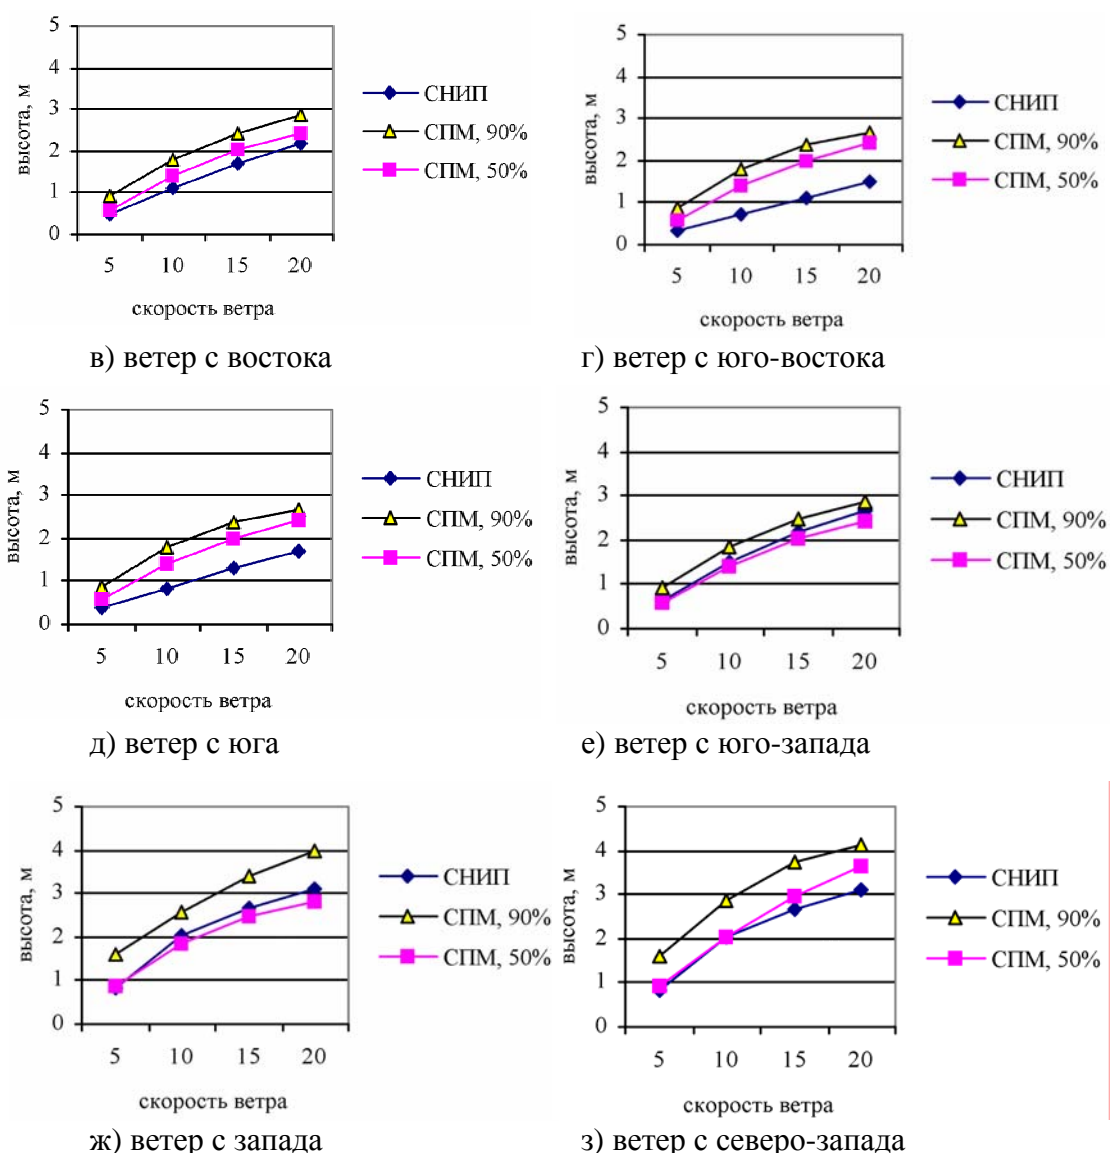 5
4
3
2
1
0
высота, м
5 10 15 20
скорость ветра
СНИП
СПМ, 90%
СПМ, 50%
в) ветер с востока
5
4
3
2
1
0
высота, м
5 10 15 20
скорость ветра
СНИП
СПМ, 90%
СПМ, 50%
г) ветер с юго-востока
5
4
3
2
1
0
высота, м
5 10 15 20
скорость ветра
СНИП
СПМ, 90%
СПМ, 50%
д) ветер с юга
5
4
3
2
1
0
высота, м
5 10 15 20
скорость ветра
СНИП
СПМ, 90%
СПМ, 50%
е) ветер с юго-запада
5
4
3
2
1
0
высота, м
5 10 15 20
скорость ветра
СНИП
СПМ, 90%
СПМ, 50%
ж) ветер с запада
5
4
3
2
1
0
высота, м
5 10 15 20
скорость ветра
СНИП
СПМ, 90%
СПМ, 50%
з) ветер с северо-запада